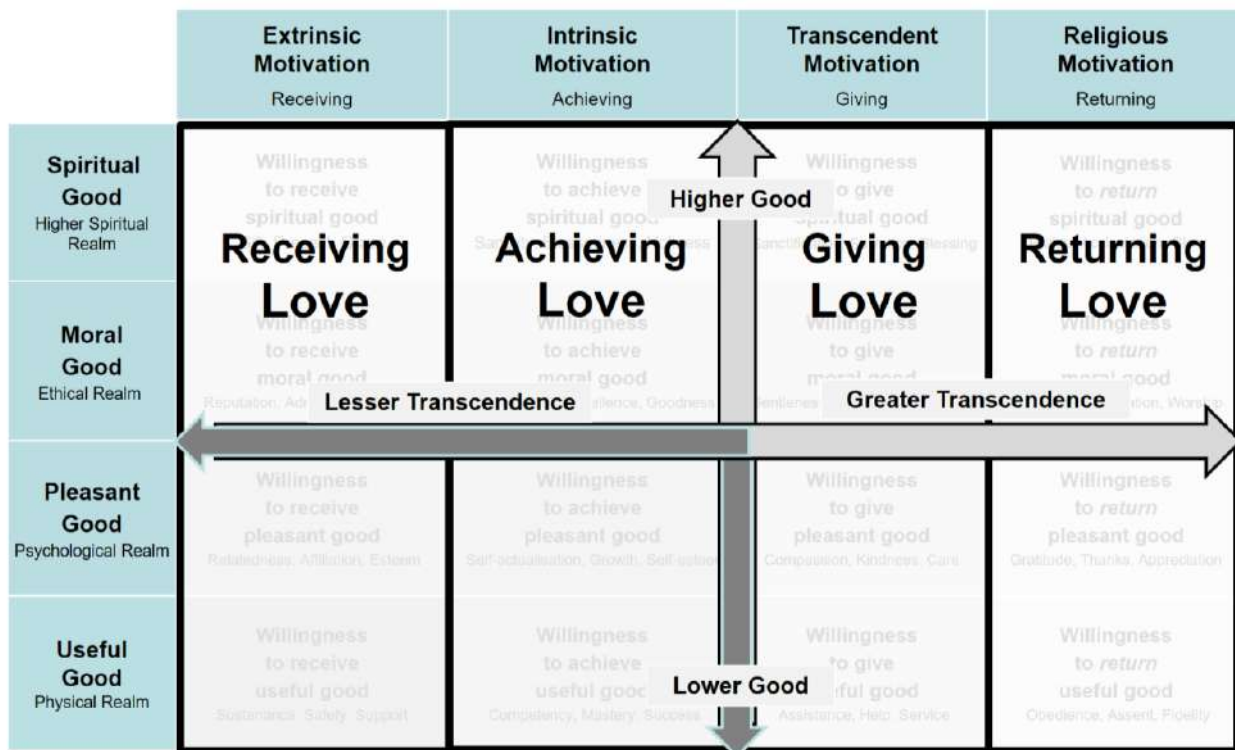 Extrinsic
Motivation
Receiving
Intrinsic
Motivation
Achieving
Transcendent
Motivation
Giving
Religious
Motivation
Returning
Spiritual
Good
Higher Spiritual
Realm
Willingness
to receive
spiritual good
Receiving
Love
Willingness
to achieve
spiritual good
Achieving
Love
Higher Good
Willingness
to give
spiritual good
Blessing
Giving
Love
Willingness
to return
spiritual good
Returning
Love
Moral
Good
Ethical Realm
Willingness
to receive
moral good
Reputation,
Lesser Transcendence
Willingness
to achieve
moral good
Goodness
Willingness
to give
moral good
Greater Transcendence
Willingness
to return
moral good
Worship
Pleasant
Good
Psychological Realm
Willingness
to receive
pleasant good
Relatedness, Affiliation, Esteem
Willingness
to achieve
pleasant good
Self-actualisation, Growth,
Willingness
to give
pleasant good
Compassion, Kindness, Care
Willingness
to return
pleasant good
Gratitude, Thanks, Appreciation
Useful
Good
Physical Realm
Willingness
to receive
useful good
Sustenance, Safety, Support
Willingness
to achieve
useful good
Competency, Mastery, Success
Lower Good
Willingness
to give
good
Assistance, Help, Service
Willingness
to return
useful good
Obedience, Assent, Fidelity